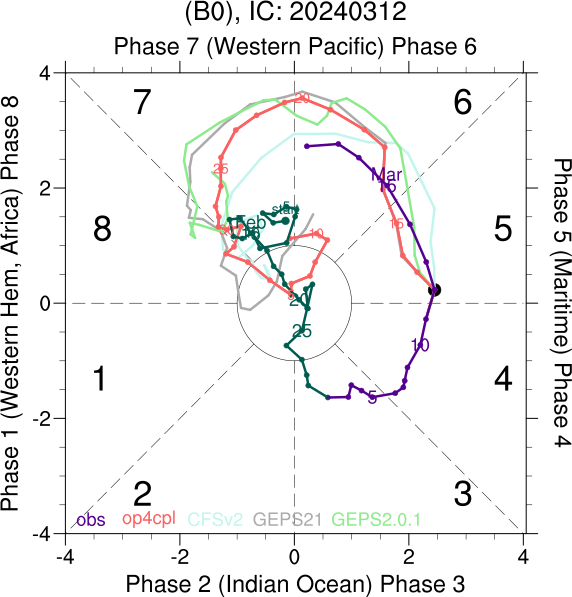 (B0), IC: 20240312
Phase 7 (Western Pacific) Phase 6
Phase 1 (Western Hem, Africa) Phase 8
Phase 5 (Maritime) Phase 4
4
2
0
-2
-4
7
6
8
5
1
4
2
3
20
25
Mar
15
start
Feb
10
20
25
10
5
obs op4cpl CFSv2 GEPS21 GEPS2.0.1
-4 -2 0 2 4
Phase 2 (Indian Ocean) Phase 3